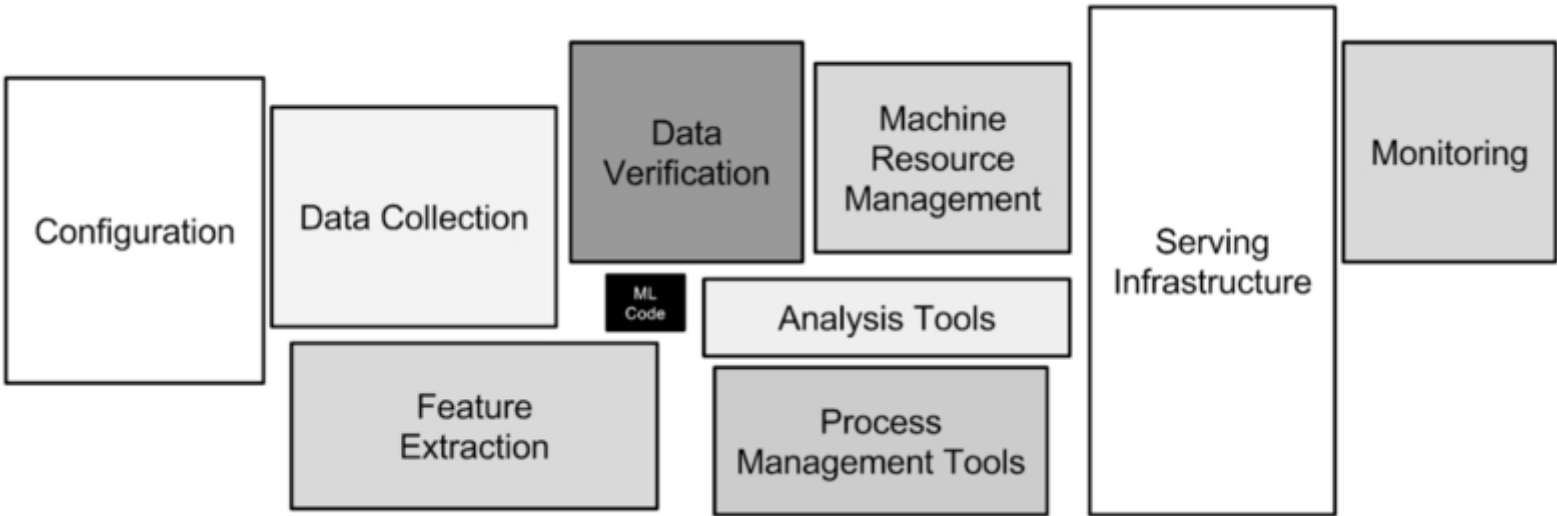 Configuration
Data Collection
Feature
Extraction
Data
Verification
ML
Code
Machine
Resource
Management
Analysis Tools
Process
Management Tools
Serving
Infrastructure
Monitoring